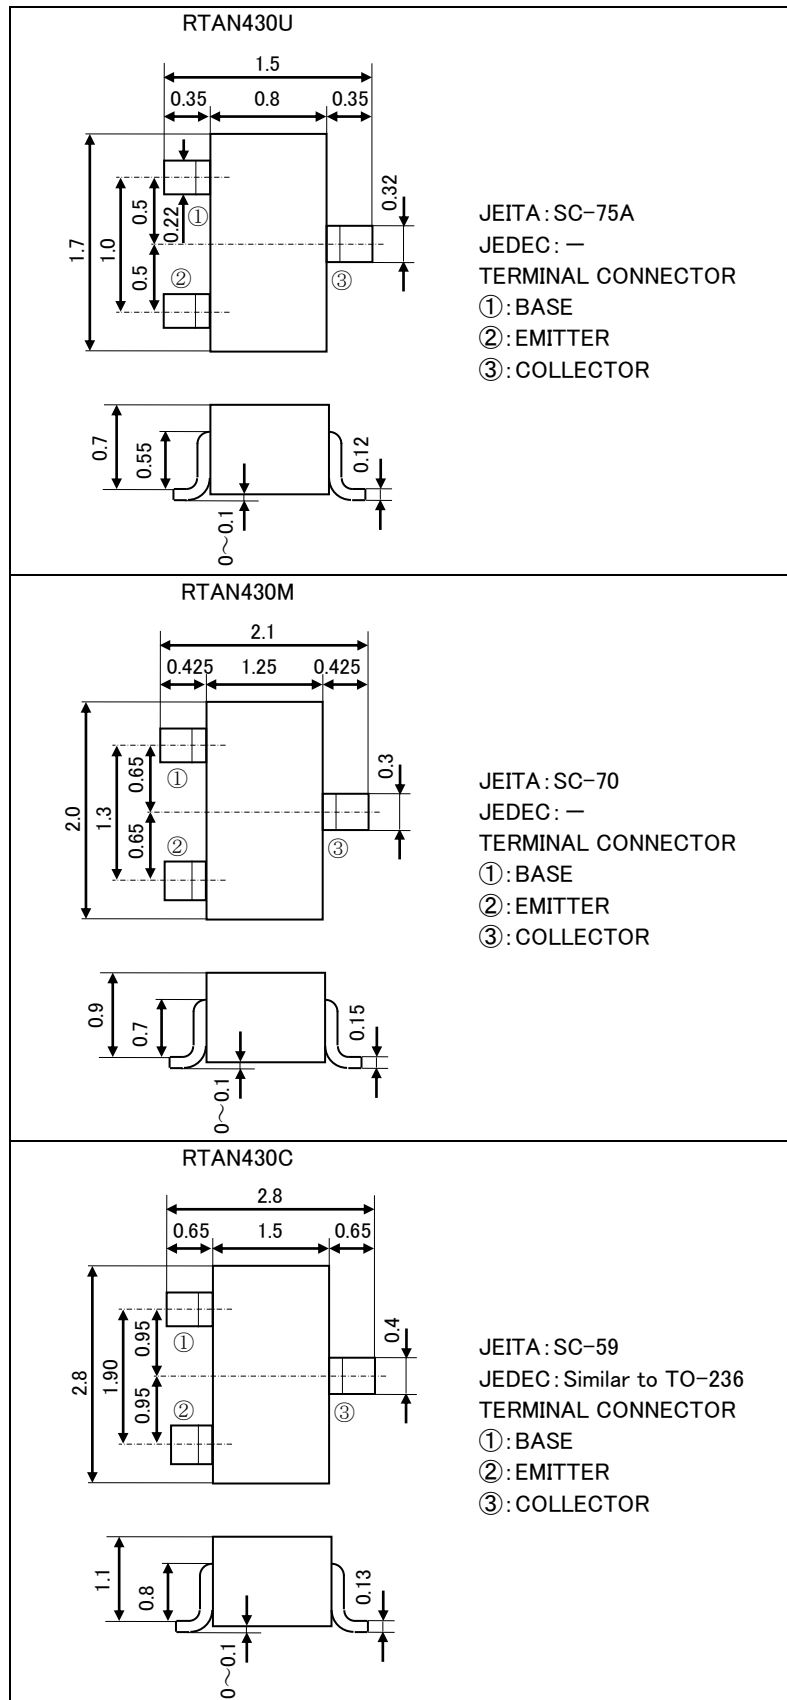 RTAN430U
1.5
0.35 0.8 0.35
1.7
1.0
0.5
0.5
0.22
0.32
①
②
③
JEITA:SC-75A
JEDEC:－
TERMINAL CONNECTOR
①:BASE
②:EMITTER
③:COLLECTOR
0.7
0.55
0～0.1
0.12
RTAN430M
2.1
0.425 1.25 0.425
2.0
1.3
0.65
0.65
0.3
①
②
③
JEITA:SC-70
JEDEC:－
TERMINAL CONNECTOR
①:BASE
②:EMITTER
③:COLLECTOR
0.9
0.7
0～0.1
0.15
RTAN430C
2.8
0.65 1.5 0.65
2.8
1.90
0.95
0.95
0.4
①
②
③
JEITA:SC-59
JEDEC:Similar to TO-236
TERMINAL CONNECTOR
①:BASE
②:EMITTER
③:COLLECTOR
1.1
0.8
0～0.1
0.13